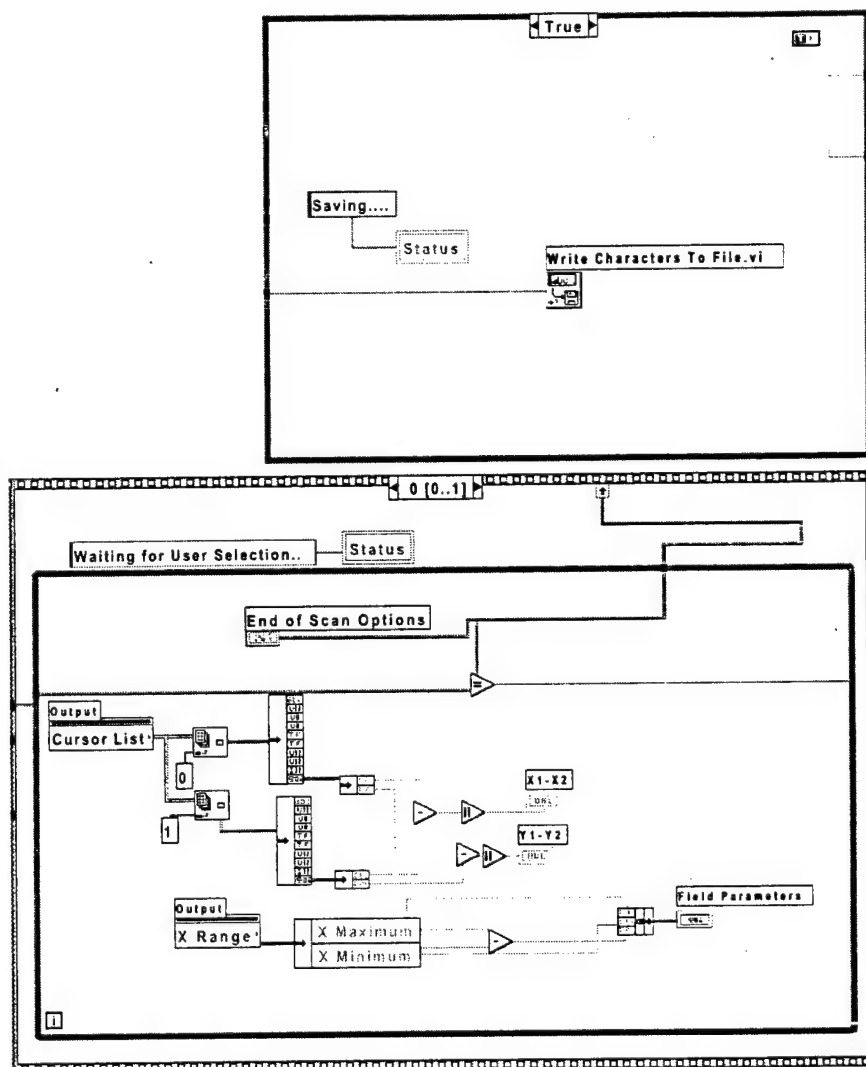 True
Saving....
Status
Write Characters To File.vi
0 [0..1]
Waiting for User Selection..
Status
End of Scan Options
Output
Cursor List
0
1
X1-X2
Y1-Y2
Output
X Range
X Maximum
X Minimum
Field Parameters
i